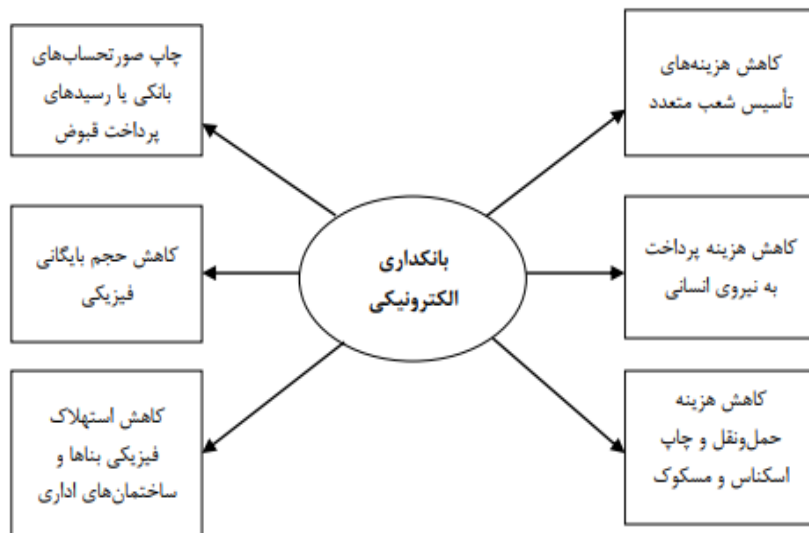 کاهش هزینه‌های
تأسیس شعب متعدد
چاپ صورتحساب‌های
بانکی یا رسیدهای
پرداخت قبوض
کاهش هزینه پرداخت
به نیروی انسانی
بانکداری
الکترونیکی
کاهش حجم بایگانی
فیزیکی
کاهش هزینه
حمل‌ونقل و چاپ
اسکناس و مسکوک
کاهش استهلاک
فیزیکی بناها و
ساختمان‌های اداری